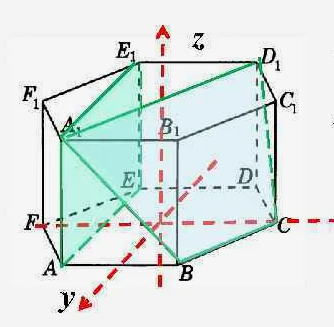 E₁ z D₁
F₁ C₁
A₁ B₁
E D
F C
A B
y